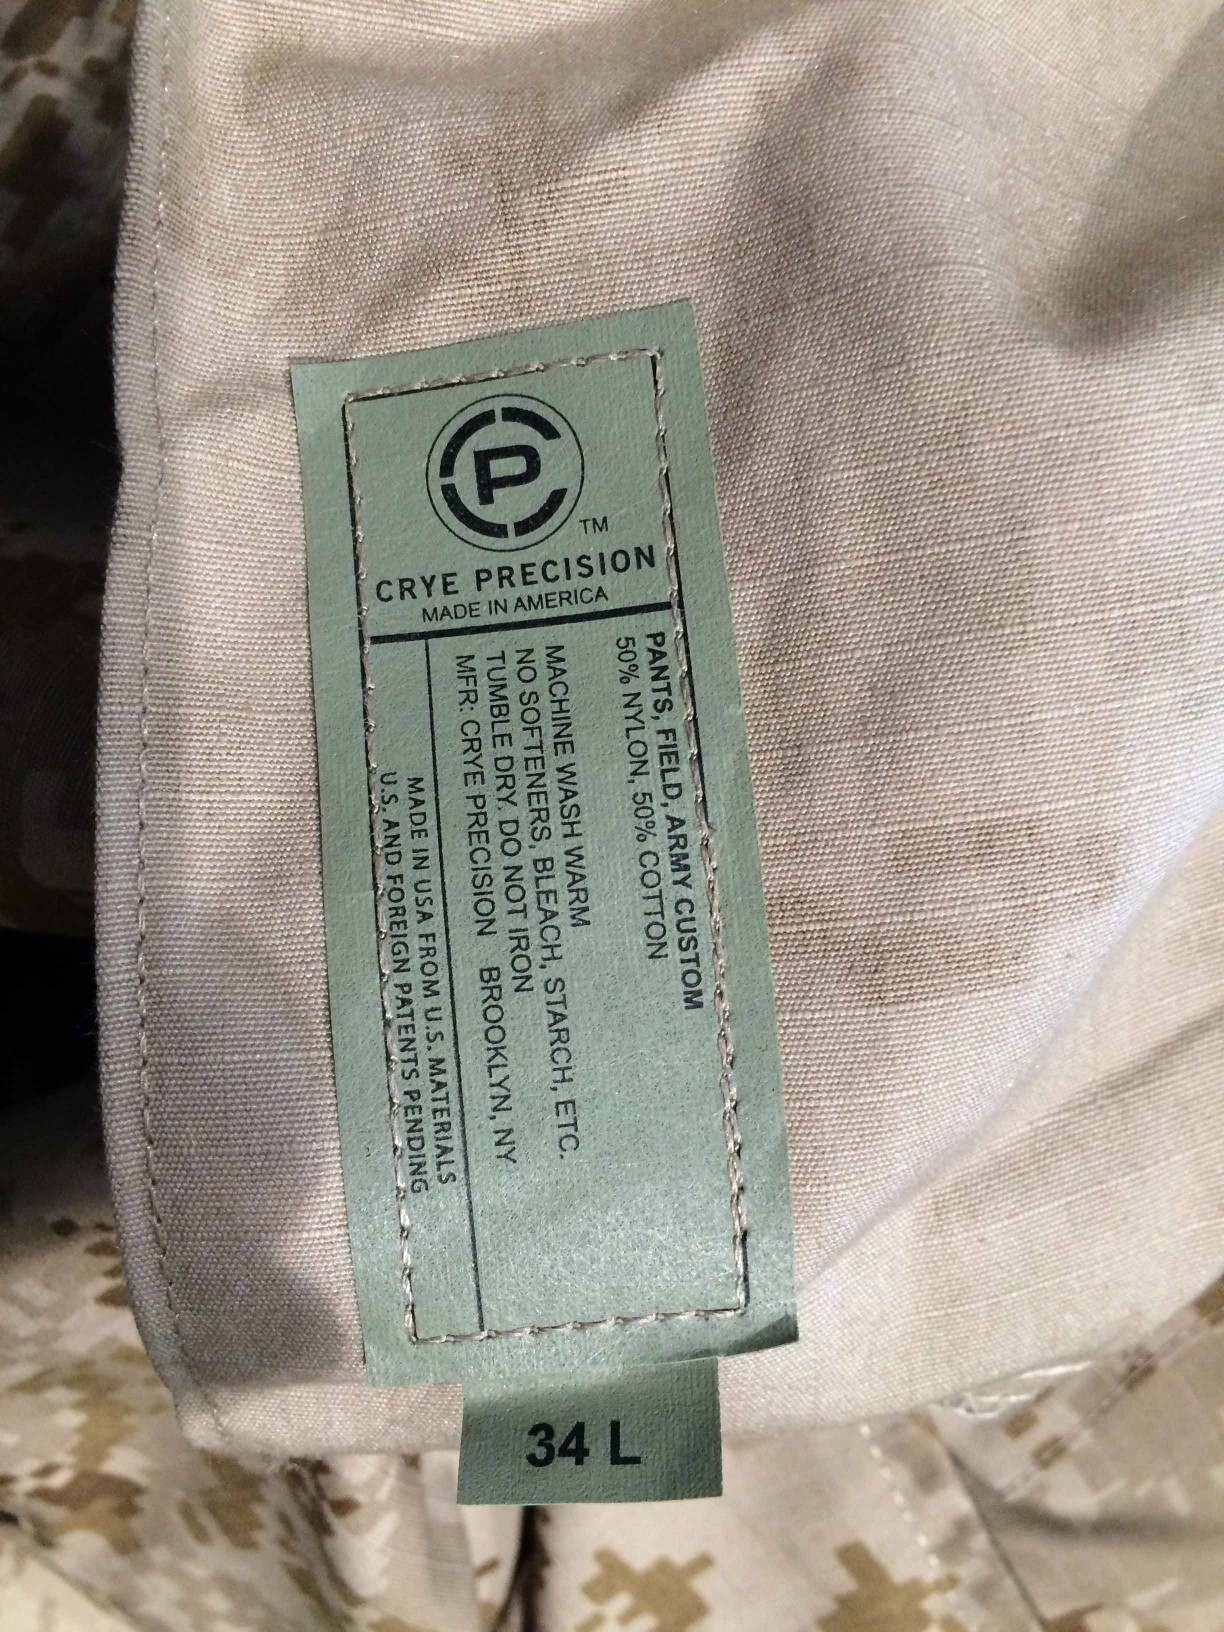 P
TM
CRYE PRECISION
MADE IN AMERICA
PANTS, FIELD, ARMY CUSTOM
50% NYLON, 50% COTTON
MACHINE WASH WARM
NO SOFTENERS, BLEACH, STARCH, ETC.
TUMBLE DRY. DO NOT IRON
MFR: CRYE PRECISION BROOKLYN, NY
MADE IN USA FROM U.S. MATERIALS
U.S. AND FOREIGN PATENTS PENDING
34 L